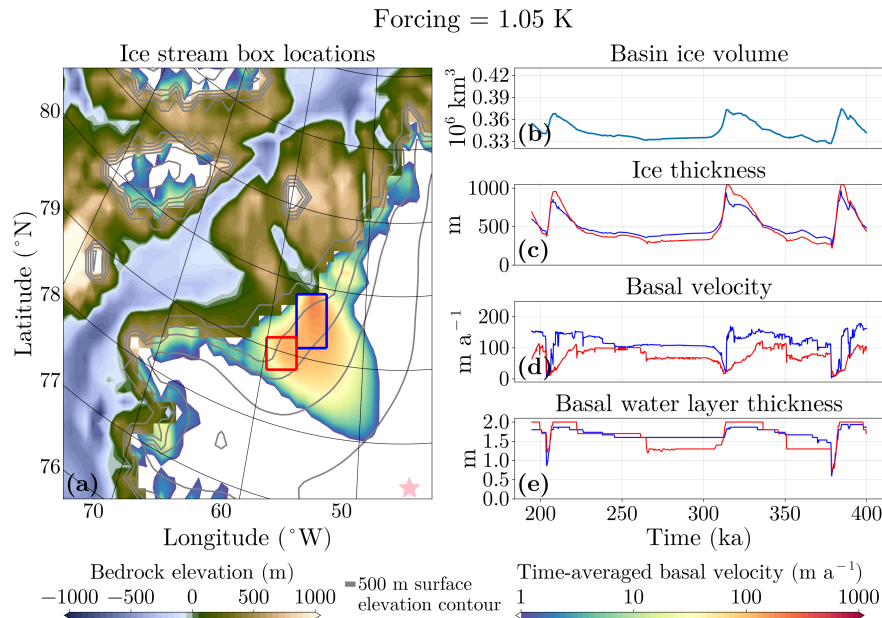 Forcing = 1.05 K
Ice stream box locations
80
79
78
77
76
Latitude (°N)
(a)
70
60
50
Longitude (°W)
Basin ice volume
0.42
0.39
0.36
0.33
10⁶ km³
(b)
Ice thickness
1000
500
0
m
(c)
Basal velocity
200
100
0
m a⁻¹
(d)
Basal water layer thickness
2.0
1.5
1.0
0.5
0.0
m
(e)
200 250 300 350 400
Time (ka)
Bedrock elevation (m)
−1000 −500 0 500 1000
500 m surface
elevation contour
Time-averaged basal velocity (m a⁻¹)
1 10 100 1000